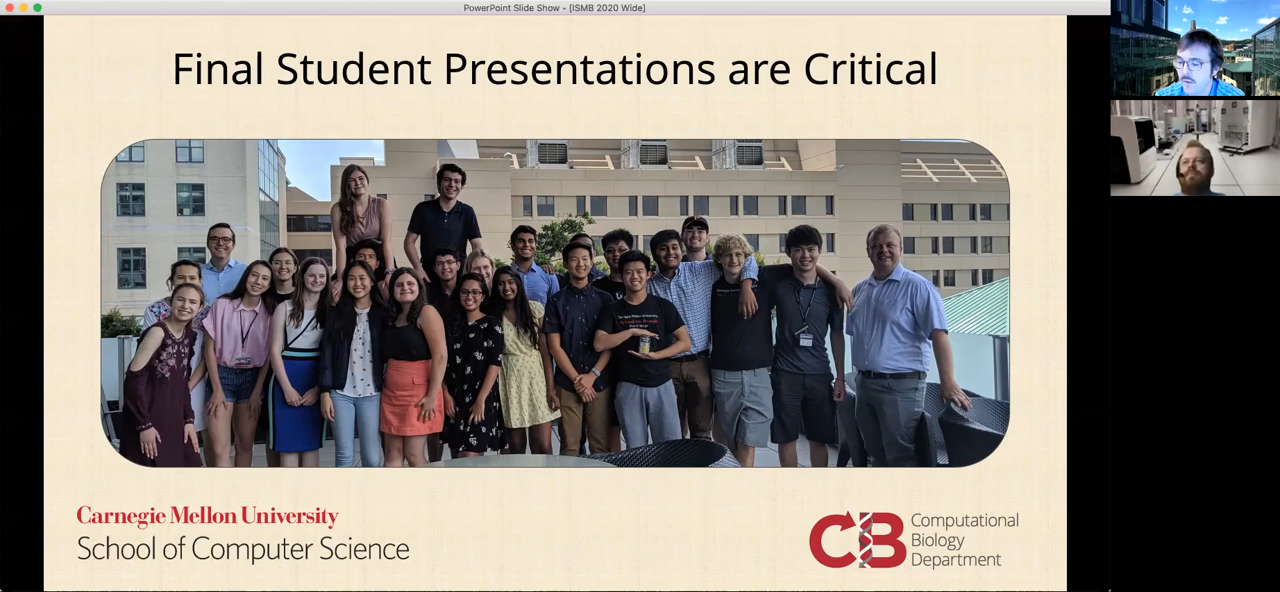 PowerPoint Slide Show - [ISMB 2020 Wide]
Final Student Presentations are Critical
Carnegie Mellon University
School of Computer Science
CB
Computational
Biology
Department